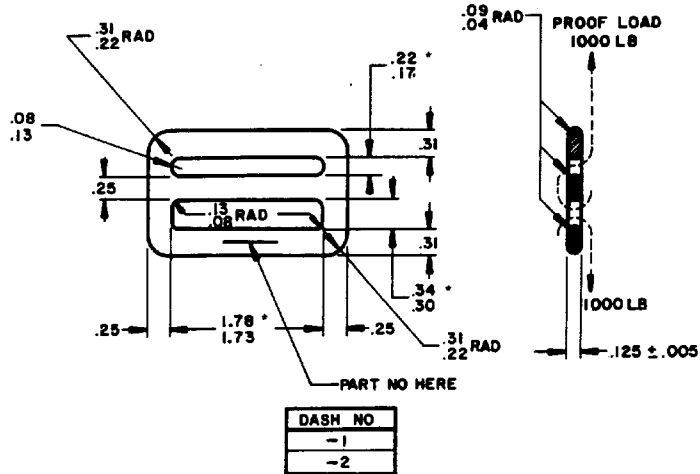 .31
.22 RAD
.08
.13
.22 *
.17
.31
.25
.13
.08 RAD
.31
.34 *
.30
.25
1.78 *
1.73
.25
.31
.22 RAD
PART NO HERE
.09
.04 RAD
PROOF LOAD
1000 LB
1000 LB
.125 ± .005
DASH NO
-1
-2